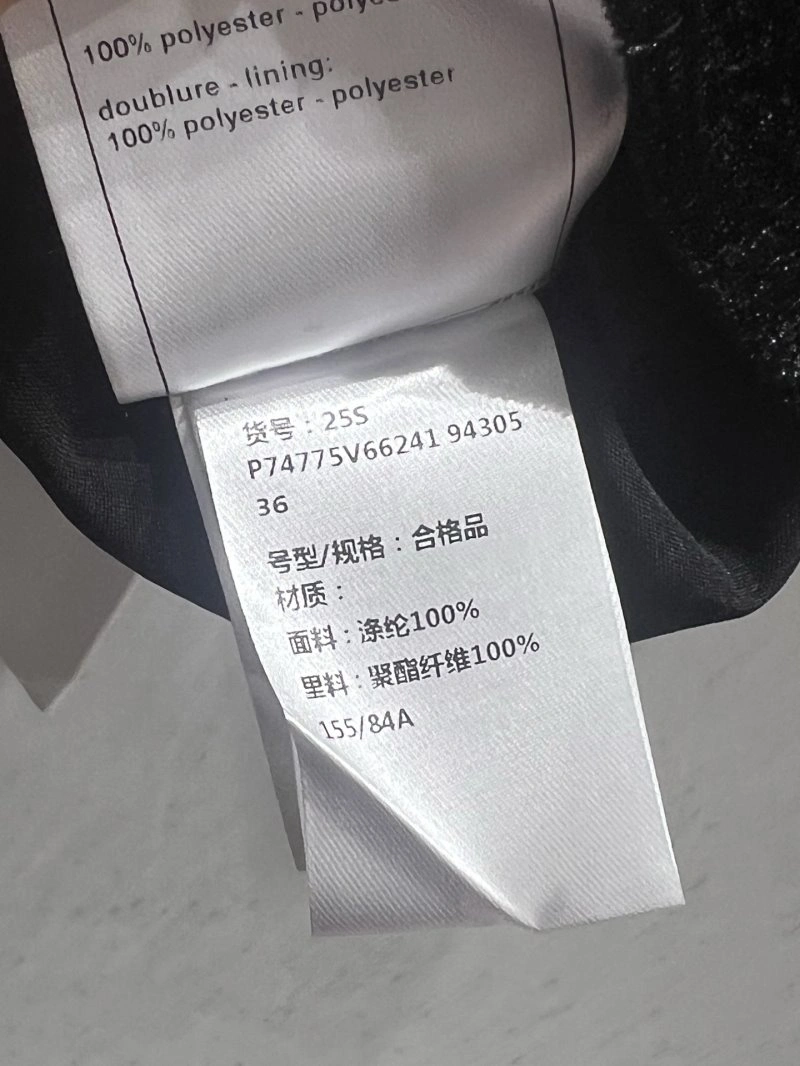 100% polyester -
doublure - lining:
100% polyester - polyester
货号：25S
P74775V66241 94305
36
号型/规格：合格品
材质：
面料：涤纶100%
里料：聚酯纤维100%
155/84A